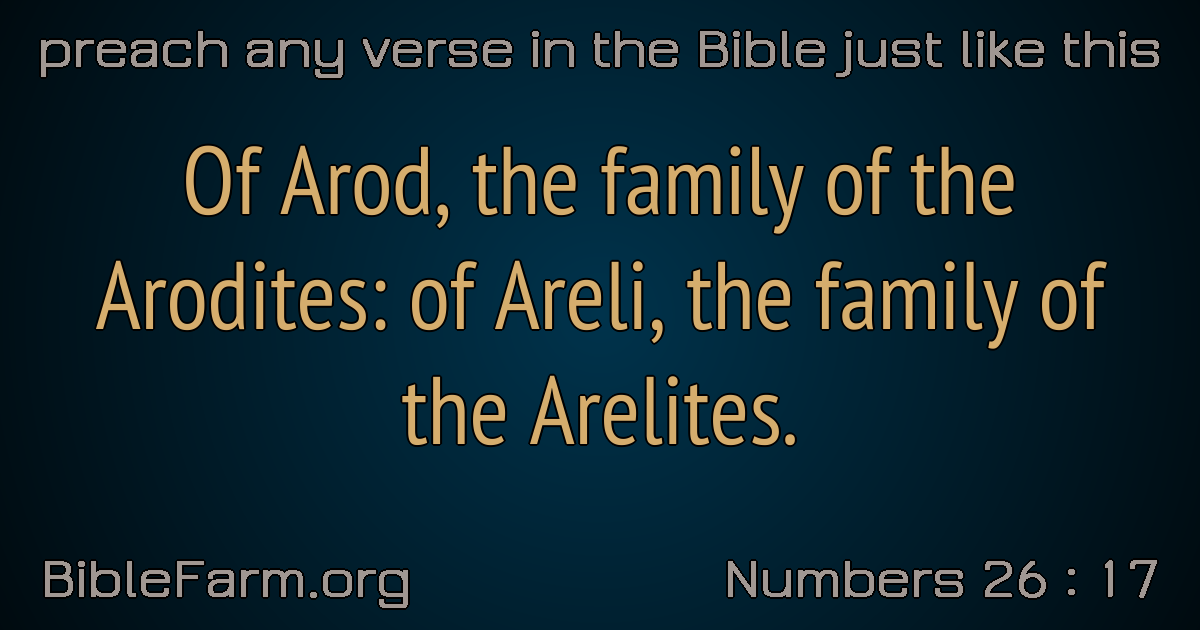 preach any verse in the Bible just like this
Of Arod, the family of the
Arodites: of Areli, the family of
the Arelites.
BibleFarm.org
Numbers 26 : 17